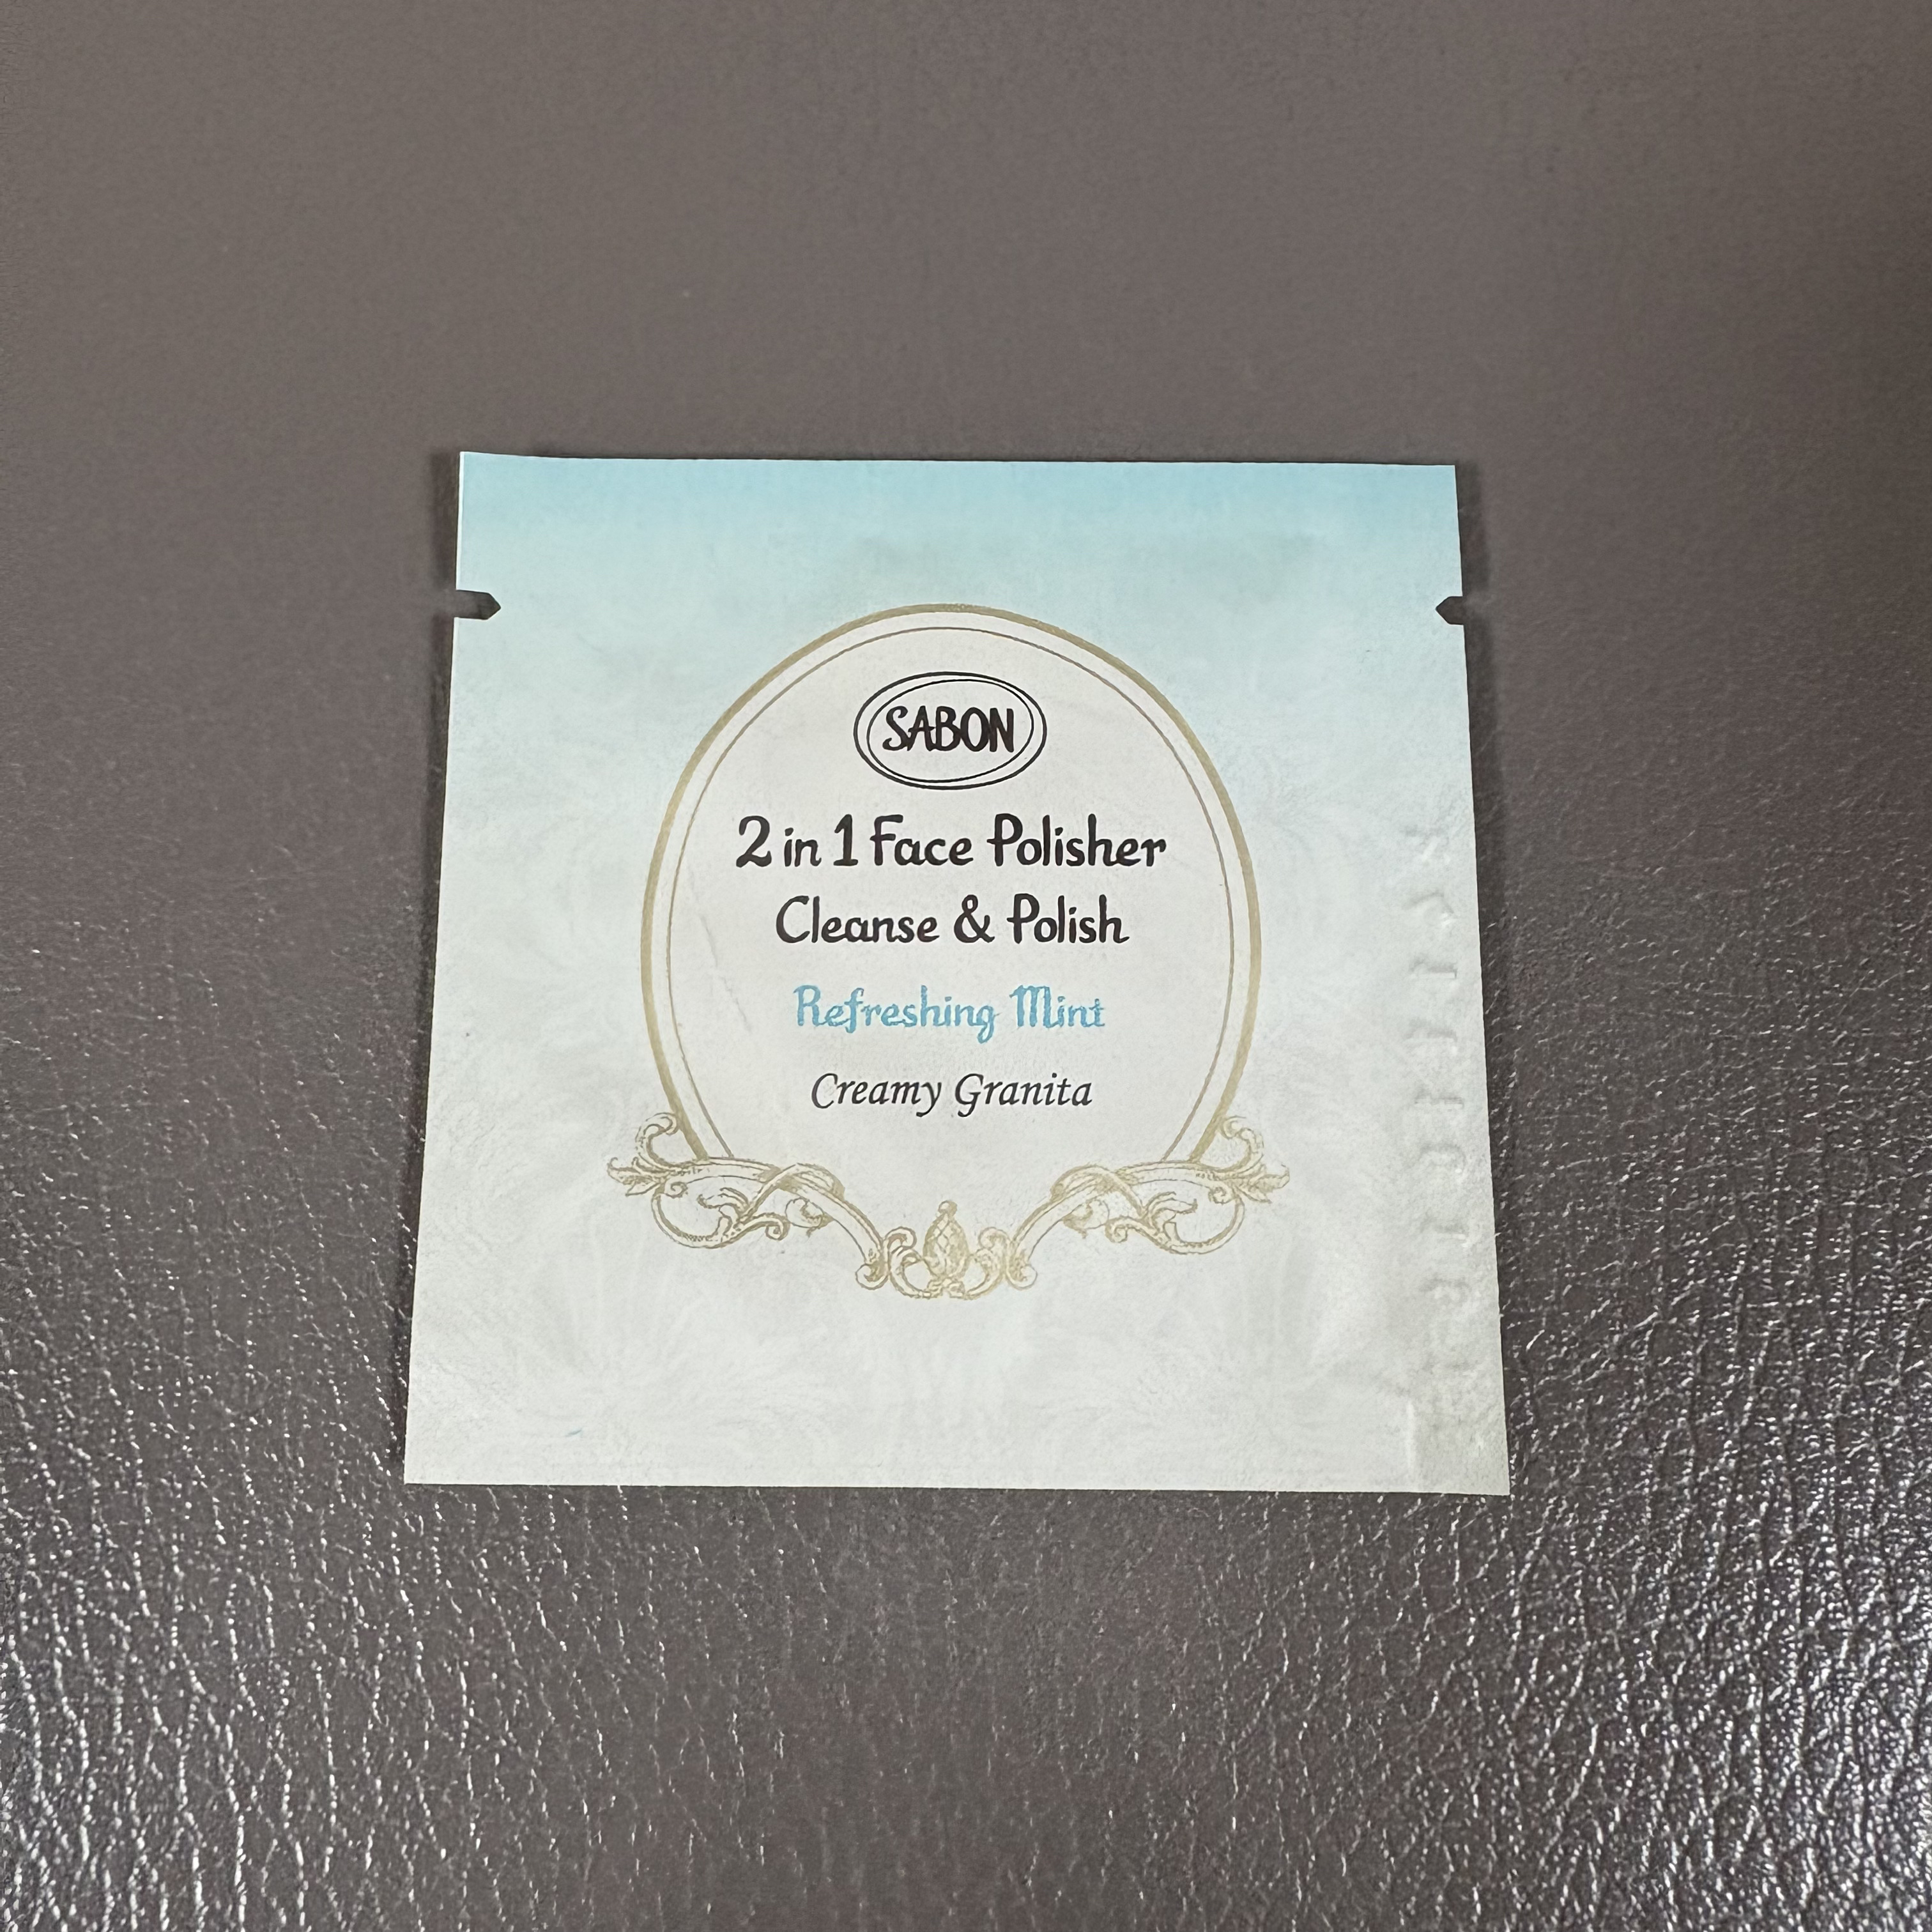 SABON
2 in 1 Face Polisher
Cleanse & Polish
Refreshing Mint
Creamy Granita